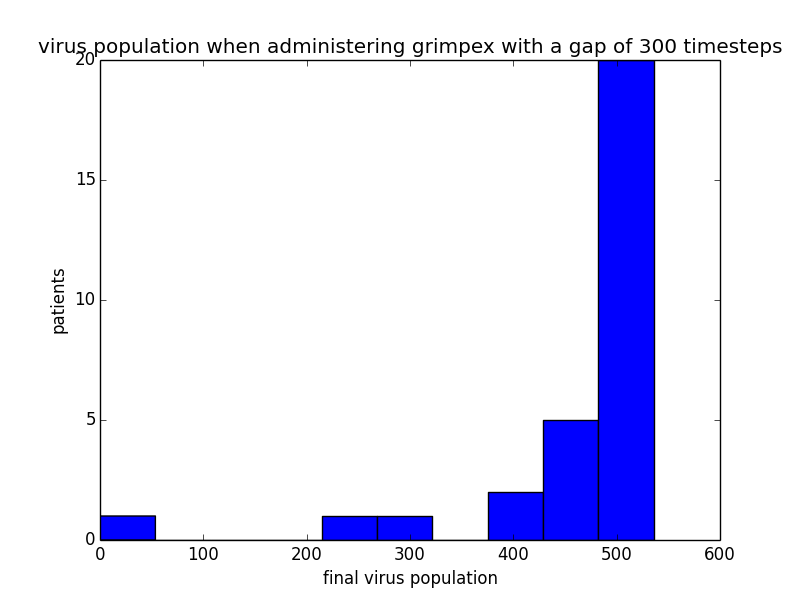 virus population when administering grimpex with a gap of 300 timesteps
20
15
10
5
0
patients
0 100 200 300 400 500 600
final virus population